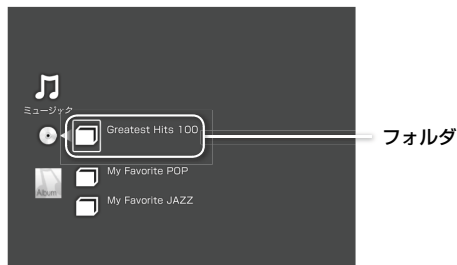 ミュージック
Greatest Hits 100
フォルダ
My Favorite POP
Album
My Favorite JAZZ